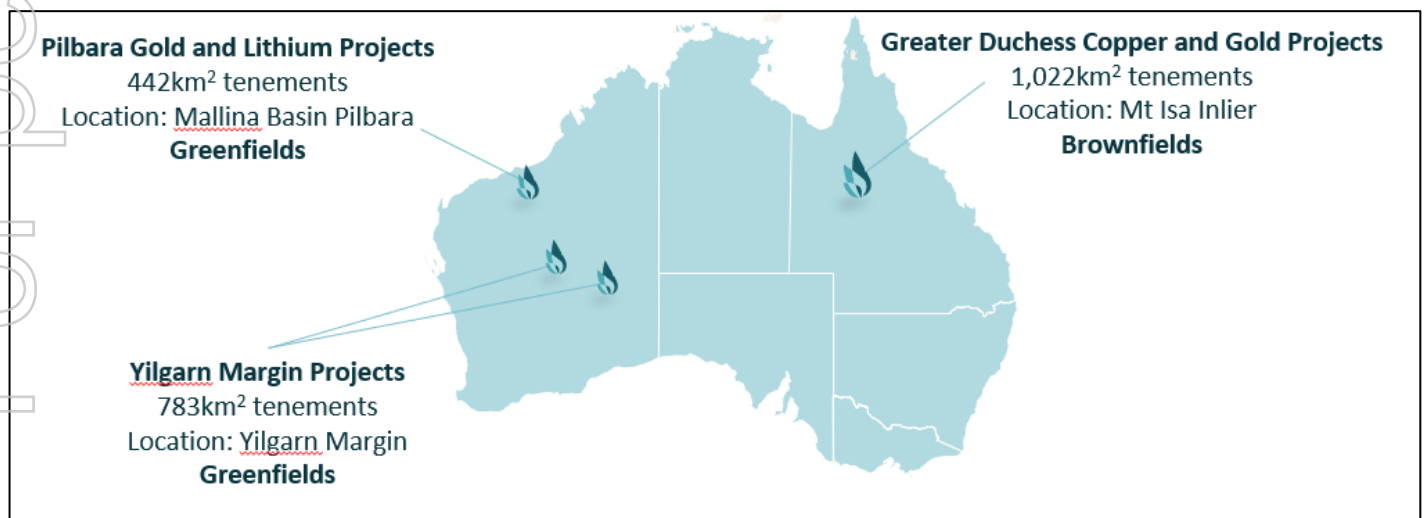 Pilbara Gold and Lithium Projects
442km² tenements
Location: Mallina Basin Pilbara
Greenfields
Greater Duchess Copper and Gold Projects
1,022km² tenements
Location: Mt Isa Inlier
Brownfields
Yilgarn Margin Projects
783km² tenements
Location: Yilgarn Margin
Greenfields